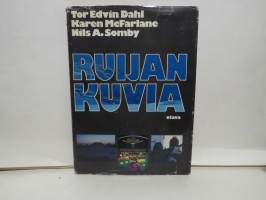 Tor Edvin Dahl
Karen McFarlane
Nils A. Somby
RUIJAN
KUVIA
otava